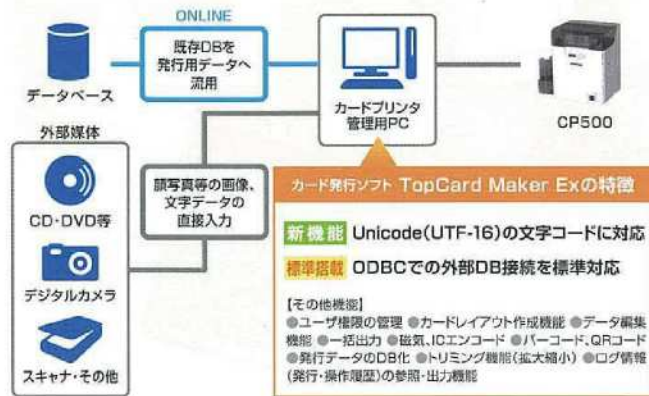 ONLINE
既存DBを
発行用データへ
流用
データベース
カードプリンタ
管理用PC
CP500
外部媒体
CD・DVD等
デジタルカメラ
スキャナ・その他
顔写真等の画像、
文字データの
直接入力
カード発行ソフト TopCard Maker Exの特徴
新機能 Unicode(UTF-16)の文字コードに対応
標準搭載 ODBCでの外部DB接続を標準対応
【その他機能】
●ユーザ権限の管理 ●カードレイアウト作成機能 ●データ編集
機能 ●一括出力 ●磁気、ICエンコード ●バーコード、QRコード
●発行データのDB化 ●トリミング機能(拡大縮小) ●ログ情報
(発行・操作履歴)の参照・出力機能